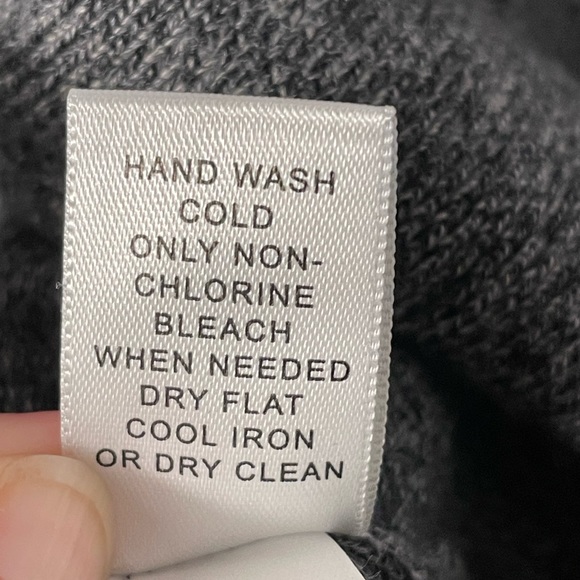 HAND WASH
COLD
ONLY NON-
CHLORINE
BLEACH
WHEN NEEDED
DRY FLAT
COOL IRON
OR DRY CLEAN